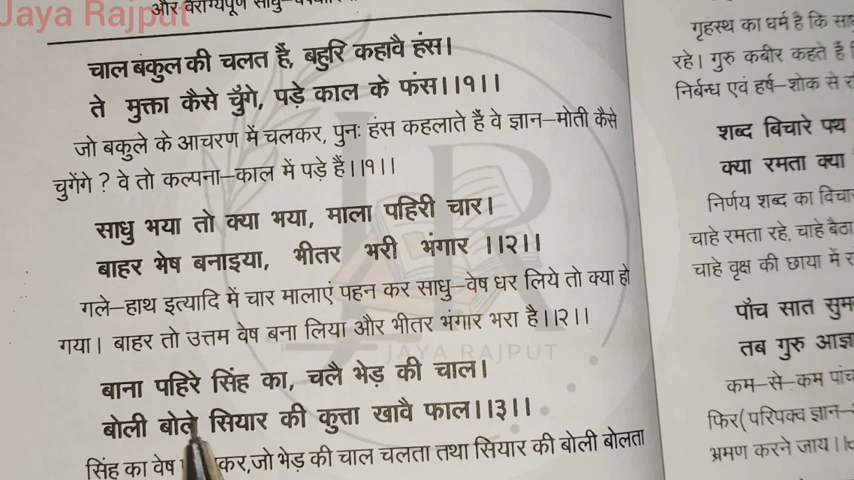 Jaya Rajput
और वैराग्यपूर्ण साधु-
चाल बकुल की चलत हैं, बहुरि कहावै हंस।
ते मुक्ता कैसे चुँगे, पड़े काल के फंस।।१।।
जो बकुले के आचरण में चलकर, पुनः हंस कहलाते हैं वे ज्ञान-मोती कैसे
चुगेंगे ? वे तो कल्पना-काल में पड़े हैं।।१।।
साधु भया तो क्या भया, माला पहिरी चार।
बाहर भेष बनाइया, भीतर भरी भंगार ।।२।।
गले-हाथ इत्यादि में चार मालाएं पहन कर साधु-वेष धर लिये तो क्या हो
गया। बाहर तो उत्तम वेष बना लिया और भीतर भंगार भरा है।।२।।
JAYA RAJPUT
बाना पहिरे सिंह का, चलै भेड़ की चाल।
बोली बोले सियार की कुत्ता खावै फाल।।३।।
सिंह का वेष कर,जो भेड़ की चाल चलता तथा सियार की बोली बोलता
गृहस्थ का धर्म है कि
रहे। गुरु कबीर कहते हैं
निर्बन्ध एवं हर्ष-शोक से
शब्द बिचारे पथ
क्या रमता क्या
निर्णय शब्द का
चाहे रमता रहे, चाहे बैठा
चाहे वृक्ष की छाया में
पाँच सात
तब गुरु
कम-से-कम पांच
फिर(परिपक्व ज्ञान-
भ्रमण करने जाय।।